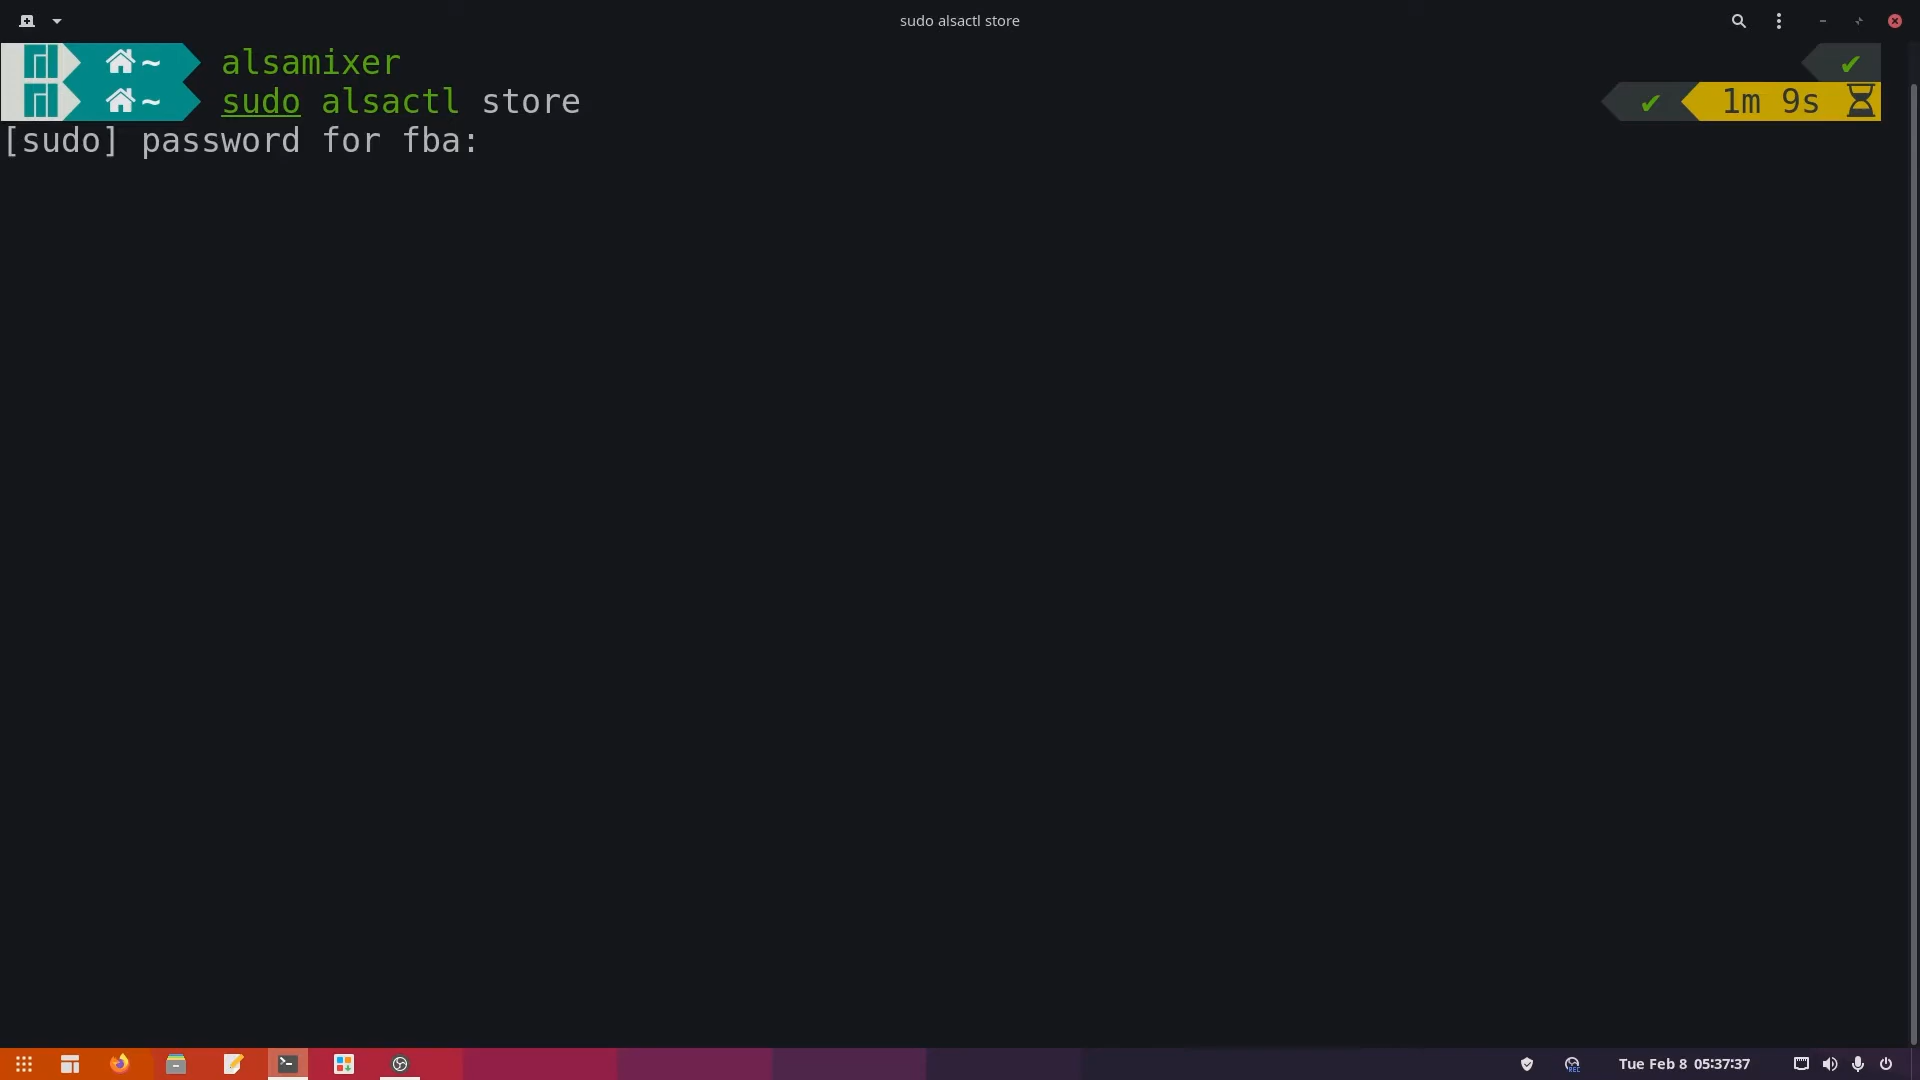 sudo alsactl store
~ alsamixer ✔
~ sudo alsactl store ✔ 1m 9s
[sudo] password for fba:
REC
Tue Feb 8 05:37:37